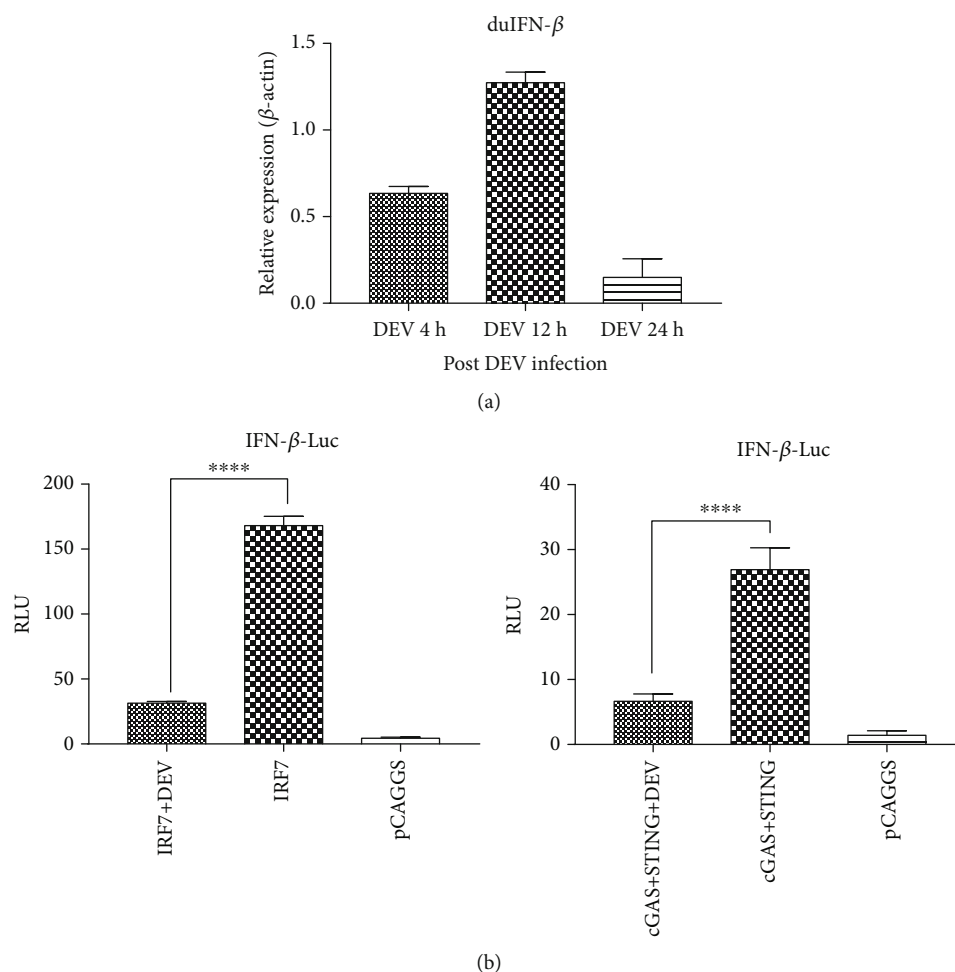 duIFN-β
Relative expression (β-actin)
1.5
1.0
0.5
0.0
DEV 4 h DEV 12 h DEV 24 h
Post DEV infection
(a)
IFN-β-Luc
****
RLU
200
150
100
50
0
IRF7+DEV
IRF7
pCAGGS
IFN-β-Luc
****
RLU
40
30
20
10
0
cGAS+STING+DEV
cGAS+STING
pCAGGS
(b)